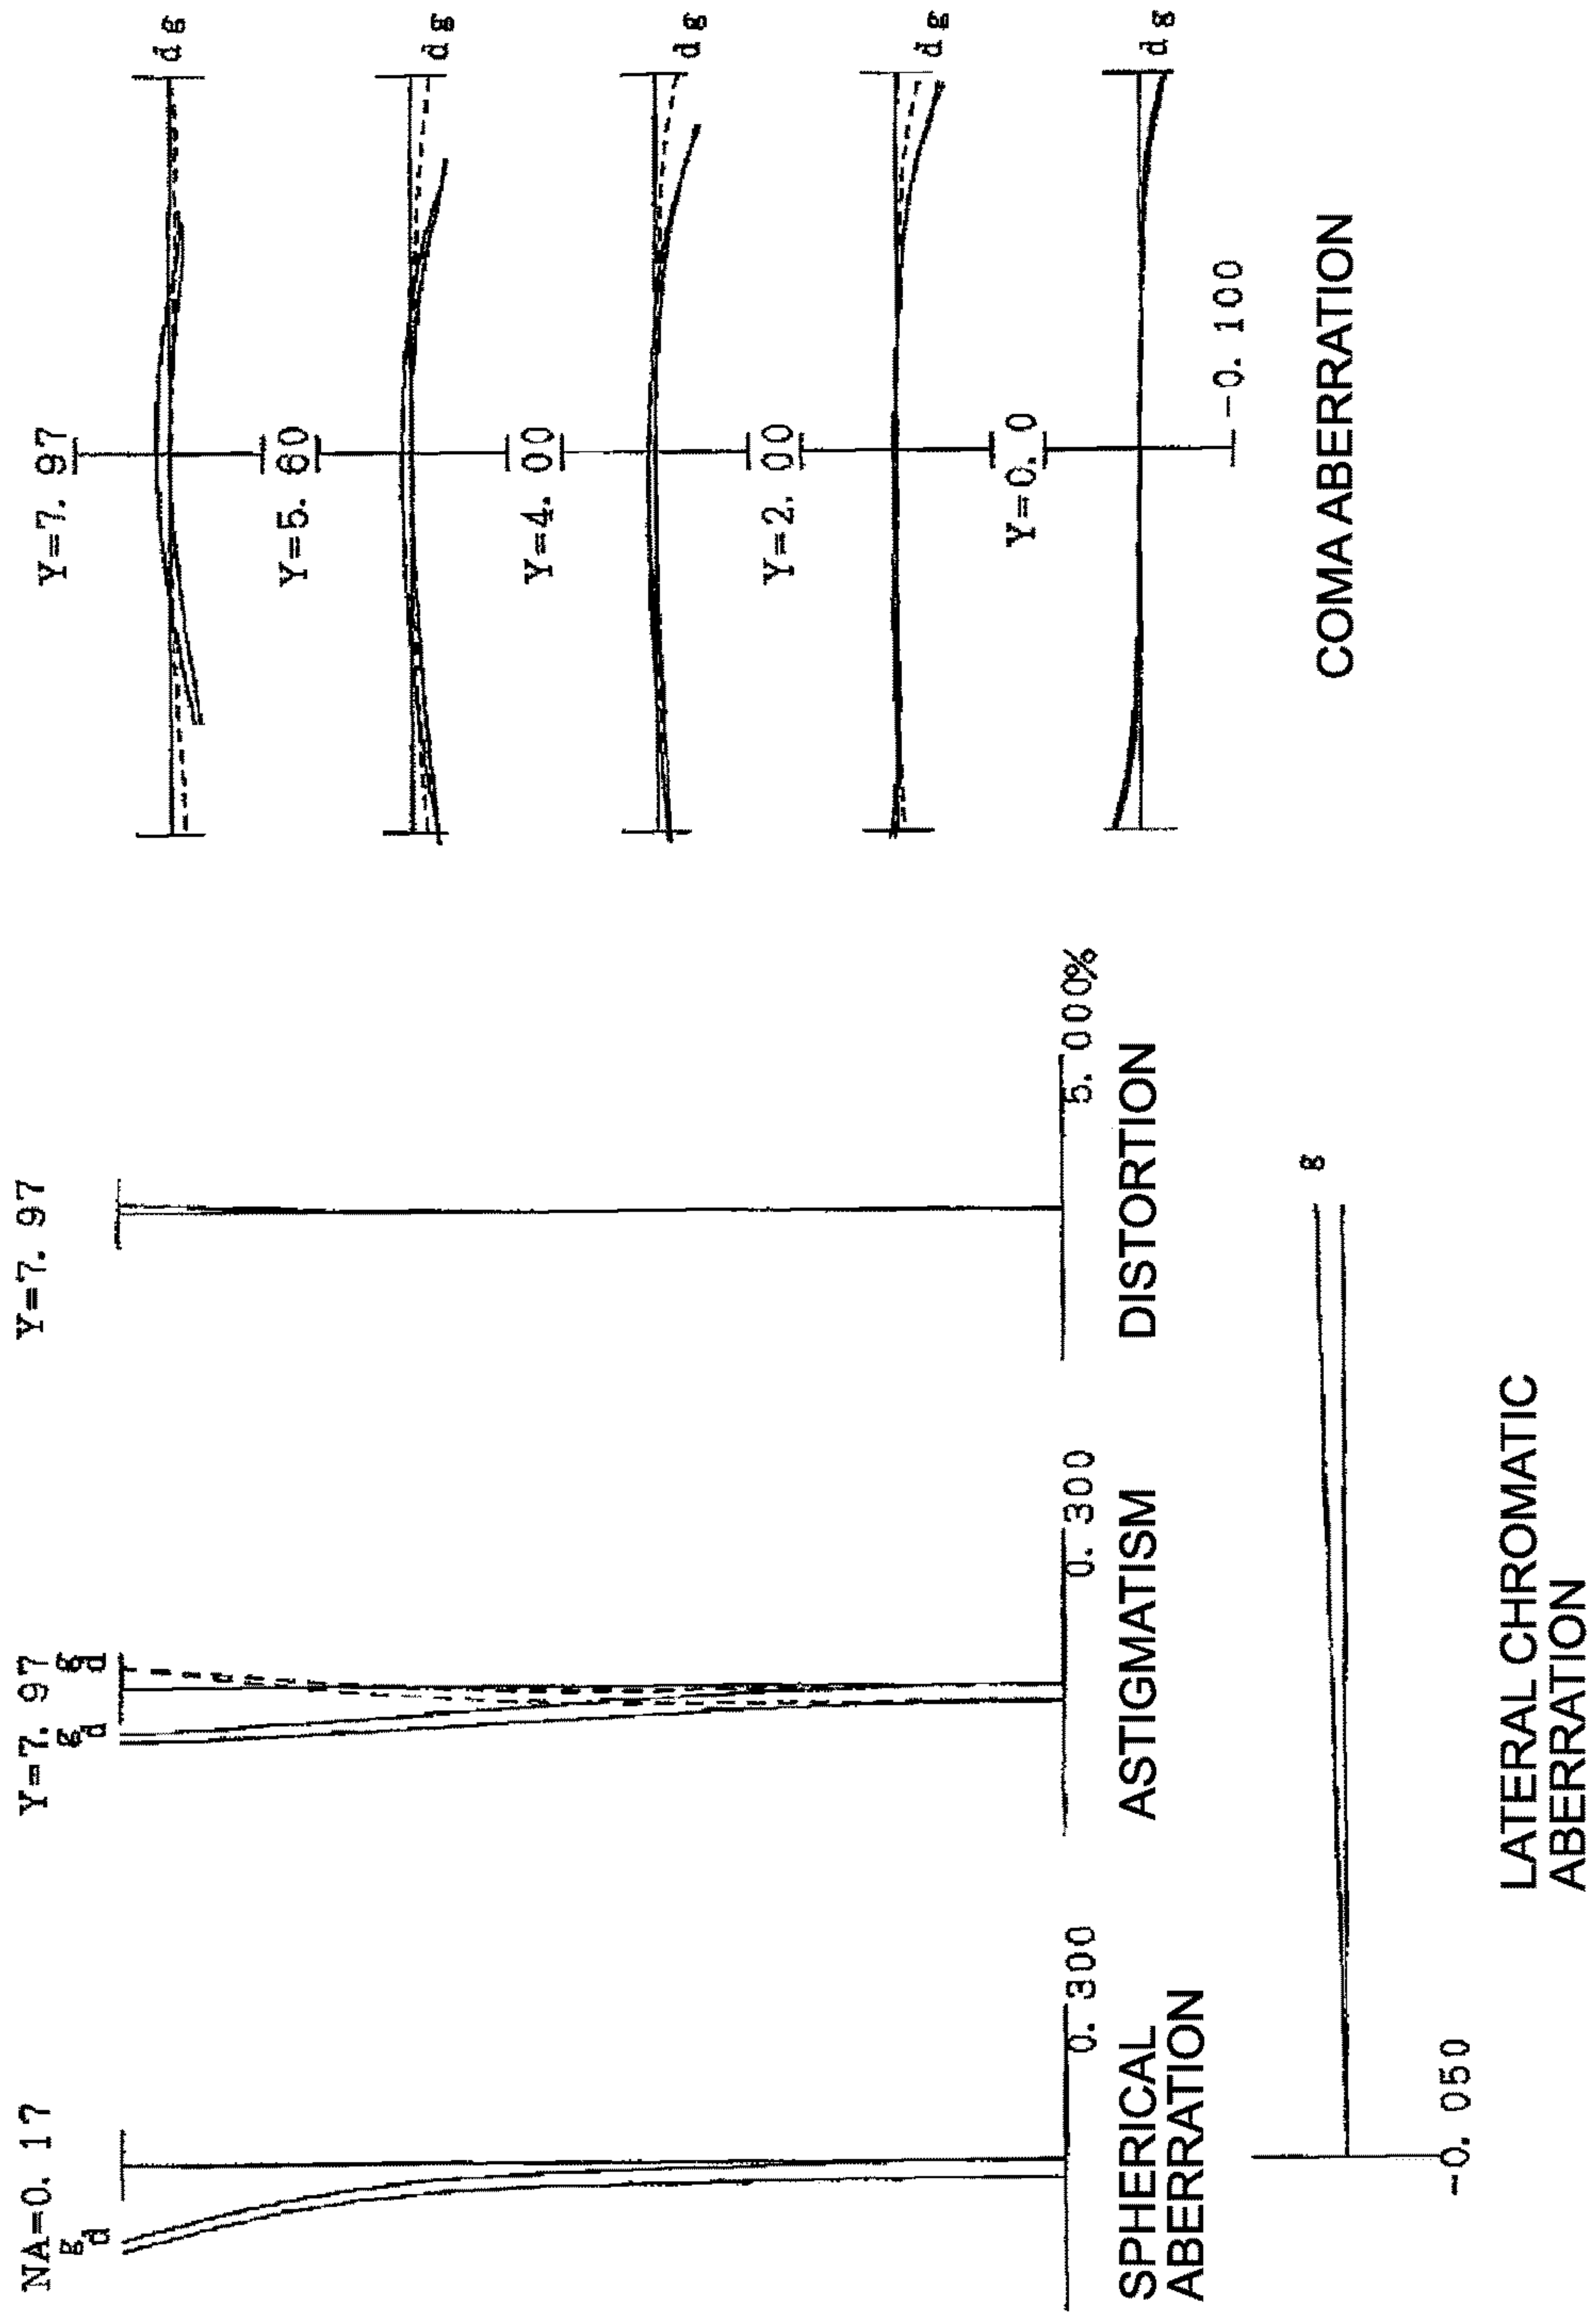 NA=0. 17
g
d
0. 300
SPHERICAL
ABERRATION
Y=7. 97
g
d
g
d
0. 300
ASTIGMATISM
Y=7. 97
5. 000%
DISTORTION
g
-0. 050
LATERAL CHROMATIC
ABERRATION
Y=7. 97
d g
Y=5. 60
d g
Y=4. 00
d g
Y=2. 00
d g
Y=0. 0
d g
-0. 100
COMA ABERRATION